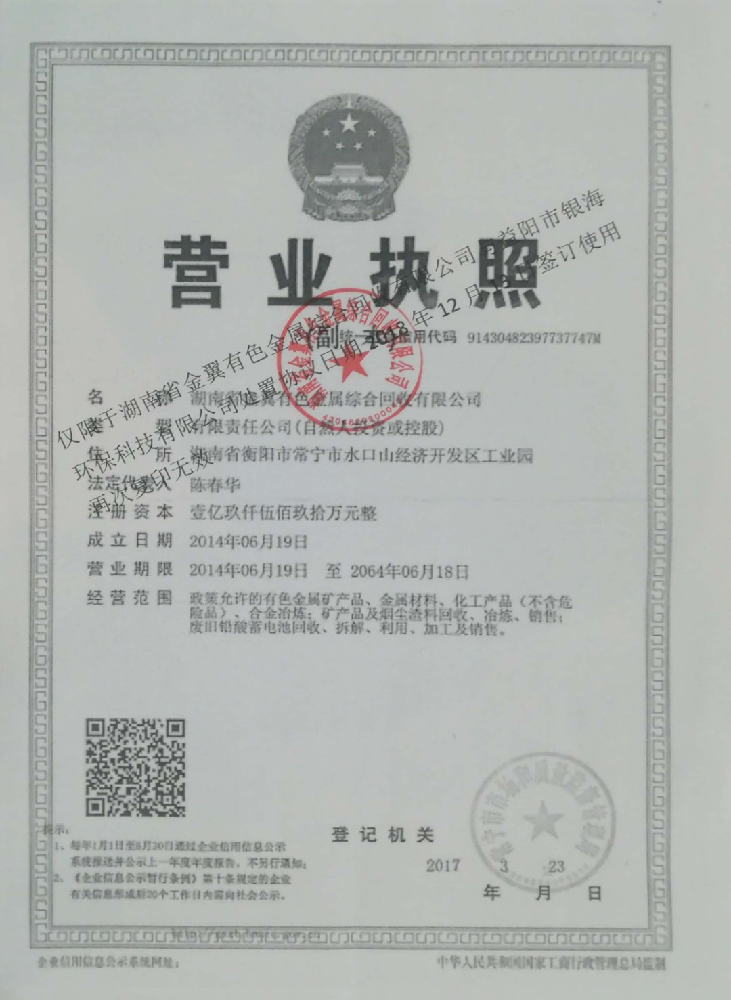 营业执照
(副 本)
统一 信用代码 91430482397737747M
名 称 湖南省金翼有色金属综合回收有限公司
类 型 有限责任公司(自然人投资或控股)
住 所 湖南省衡阳市常宁市水口山经济开发区工业园
法定代表人 陈春华
注册资本 壹亿玖仟伍佰玖拾万元整
成立日期 2014年06月19日
营业期限 2014年06月19日 至 2064年06月18日
经营范围 政策允许的有色金属矿产品、金属材料、化工产品（不含危
险品）、合金冶炼；矿产品及烟尘渣料回收、冶炼、销售；
废旧铅酸蓄电池回收、拆解、利用、加工及销售。
仅限于湖南省金翼有色金属综合回收有限公司与益阳市银海
环保科技有限公司处置协议日期 2018 年 12 月 13 日签订使用
再次复印无效
湖南省金翼有色金属综合回收有限公司
提示：
1、每年1月1日至6月30日通过企业信用信息公示
系统报送并公示上一年度年度报告，不另行通知；
2、《企业信息公示暂行条例》第十条规定的企业
有关信息形成后20个工作日内需向社会公示。
登记机关
常宁市市场和质量监督管理局
2017 3 23
年 月 日
企业信用信息公示系统网址：
中华人民共和国国家工商行政管理总局监制